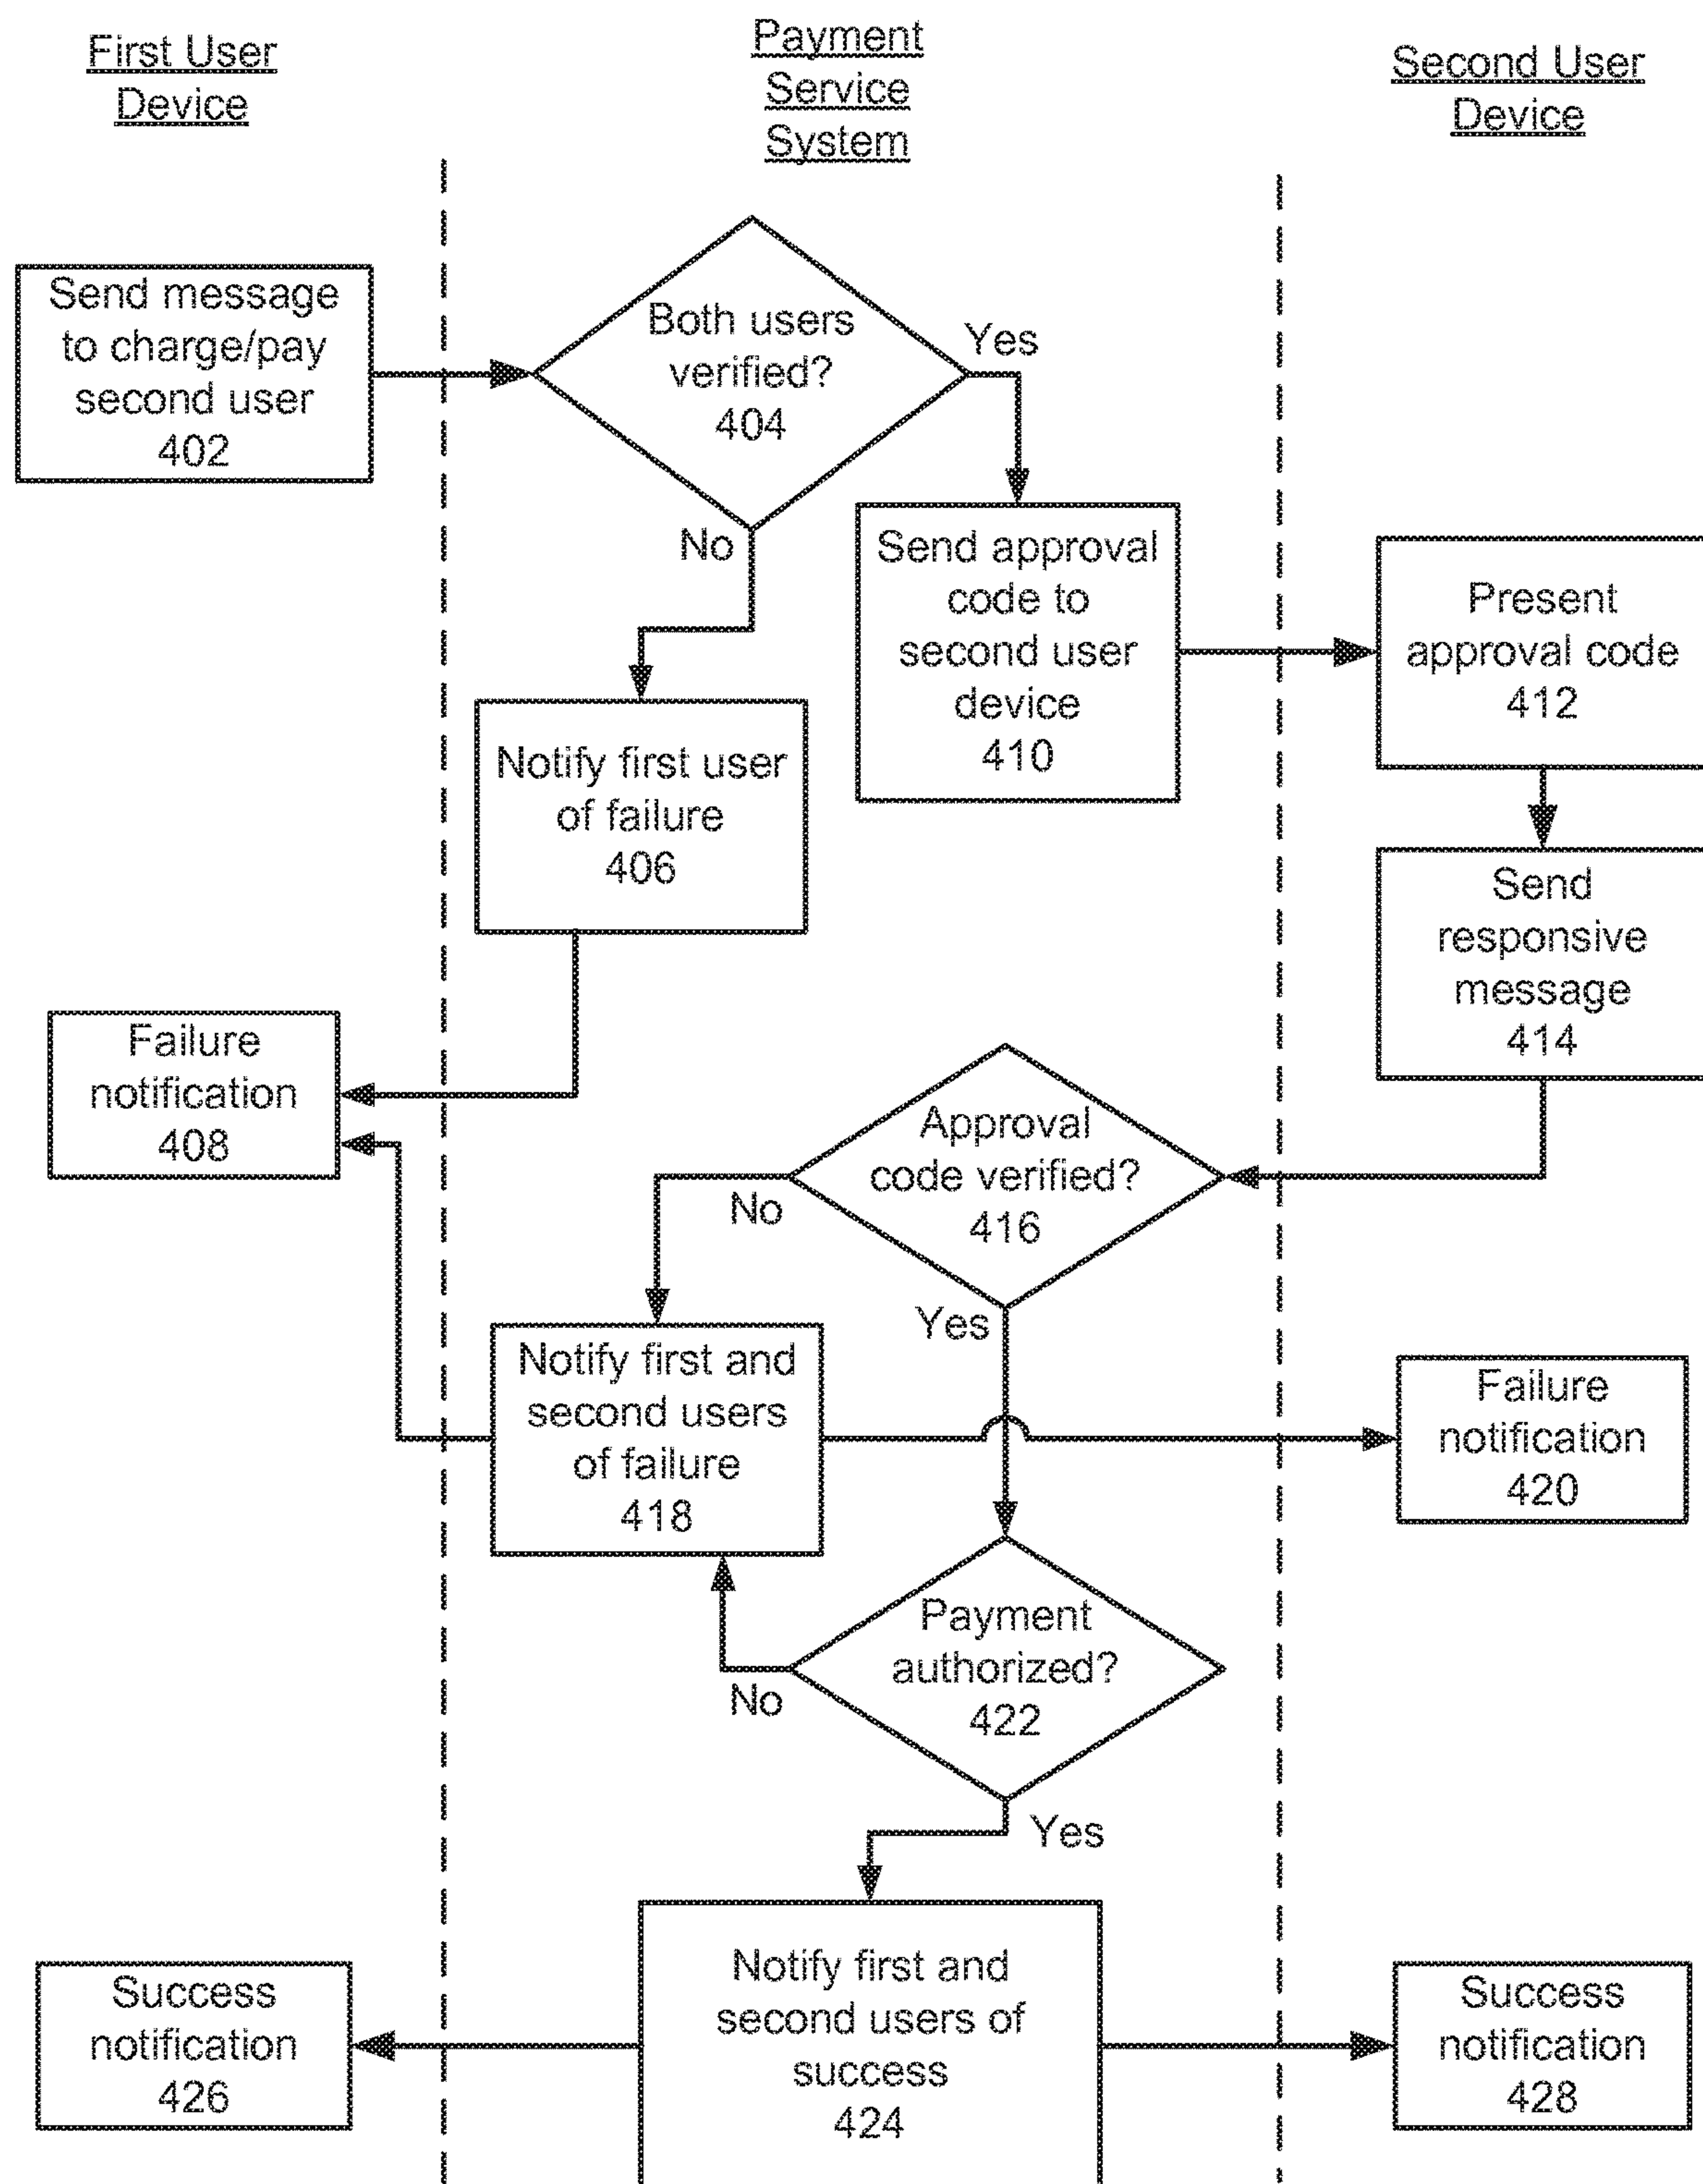 First User
Device
Payment
Service
System
Second User
Device
Send message
to charge/pay
second user
402
Both users
verified?
404
Yes
No
Send approval
code to
second user
device
410
Present
approval code
412
Notify first user
of failure
406
Send
responsive
message
414
Failure
notification
408
Approval
code verified?
416
No
Yes
Notify first and
second users
of failure
418
Failure
notification
420
Payment
authorized?
422
No
Yes
Notify first and
second users of
success
424
Success
notification
426
Success
notification
428